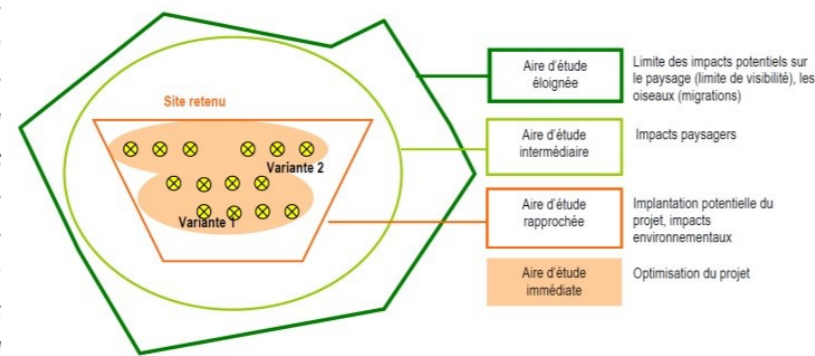 Site retenu
Variante 2
Variante 1
Aire d'étude
éloignée
Limite des impacts potentiels sur
le paysage (limite de visibilité), les
oiseaux (migrations)
Aire d'étude
intermédiaire
Impacts paysagers
Aire d'étude
rapprochée
Implantation potentielle du
projet, impacts
environnementaux
Aire d'étude
immédiate
Optimisation du projet